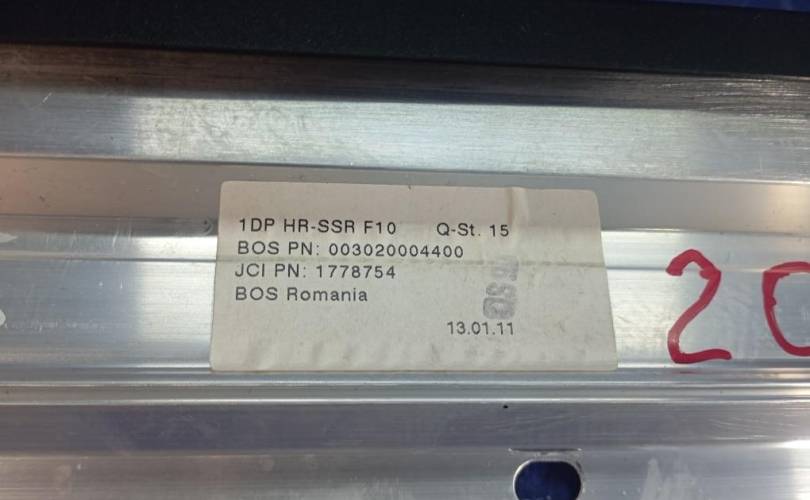 1DP HR-SSR F10 Q-St. 15
BOS PN: 003020004400
JCI PN: 1778754
BOS Romania
13.01.11
20